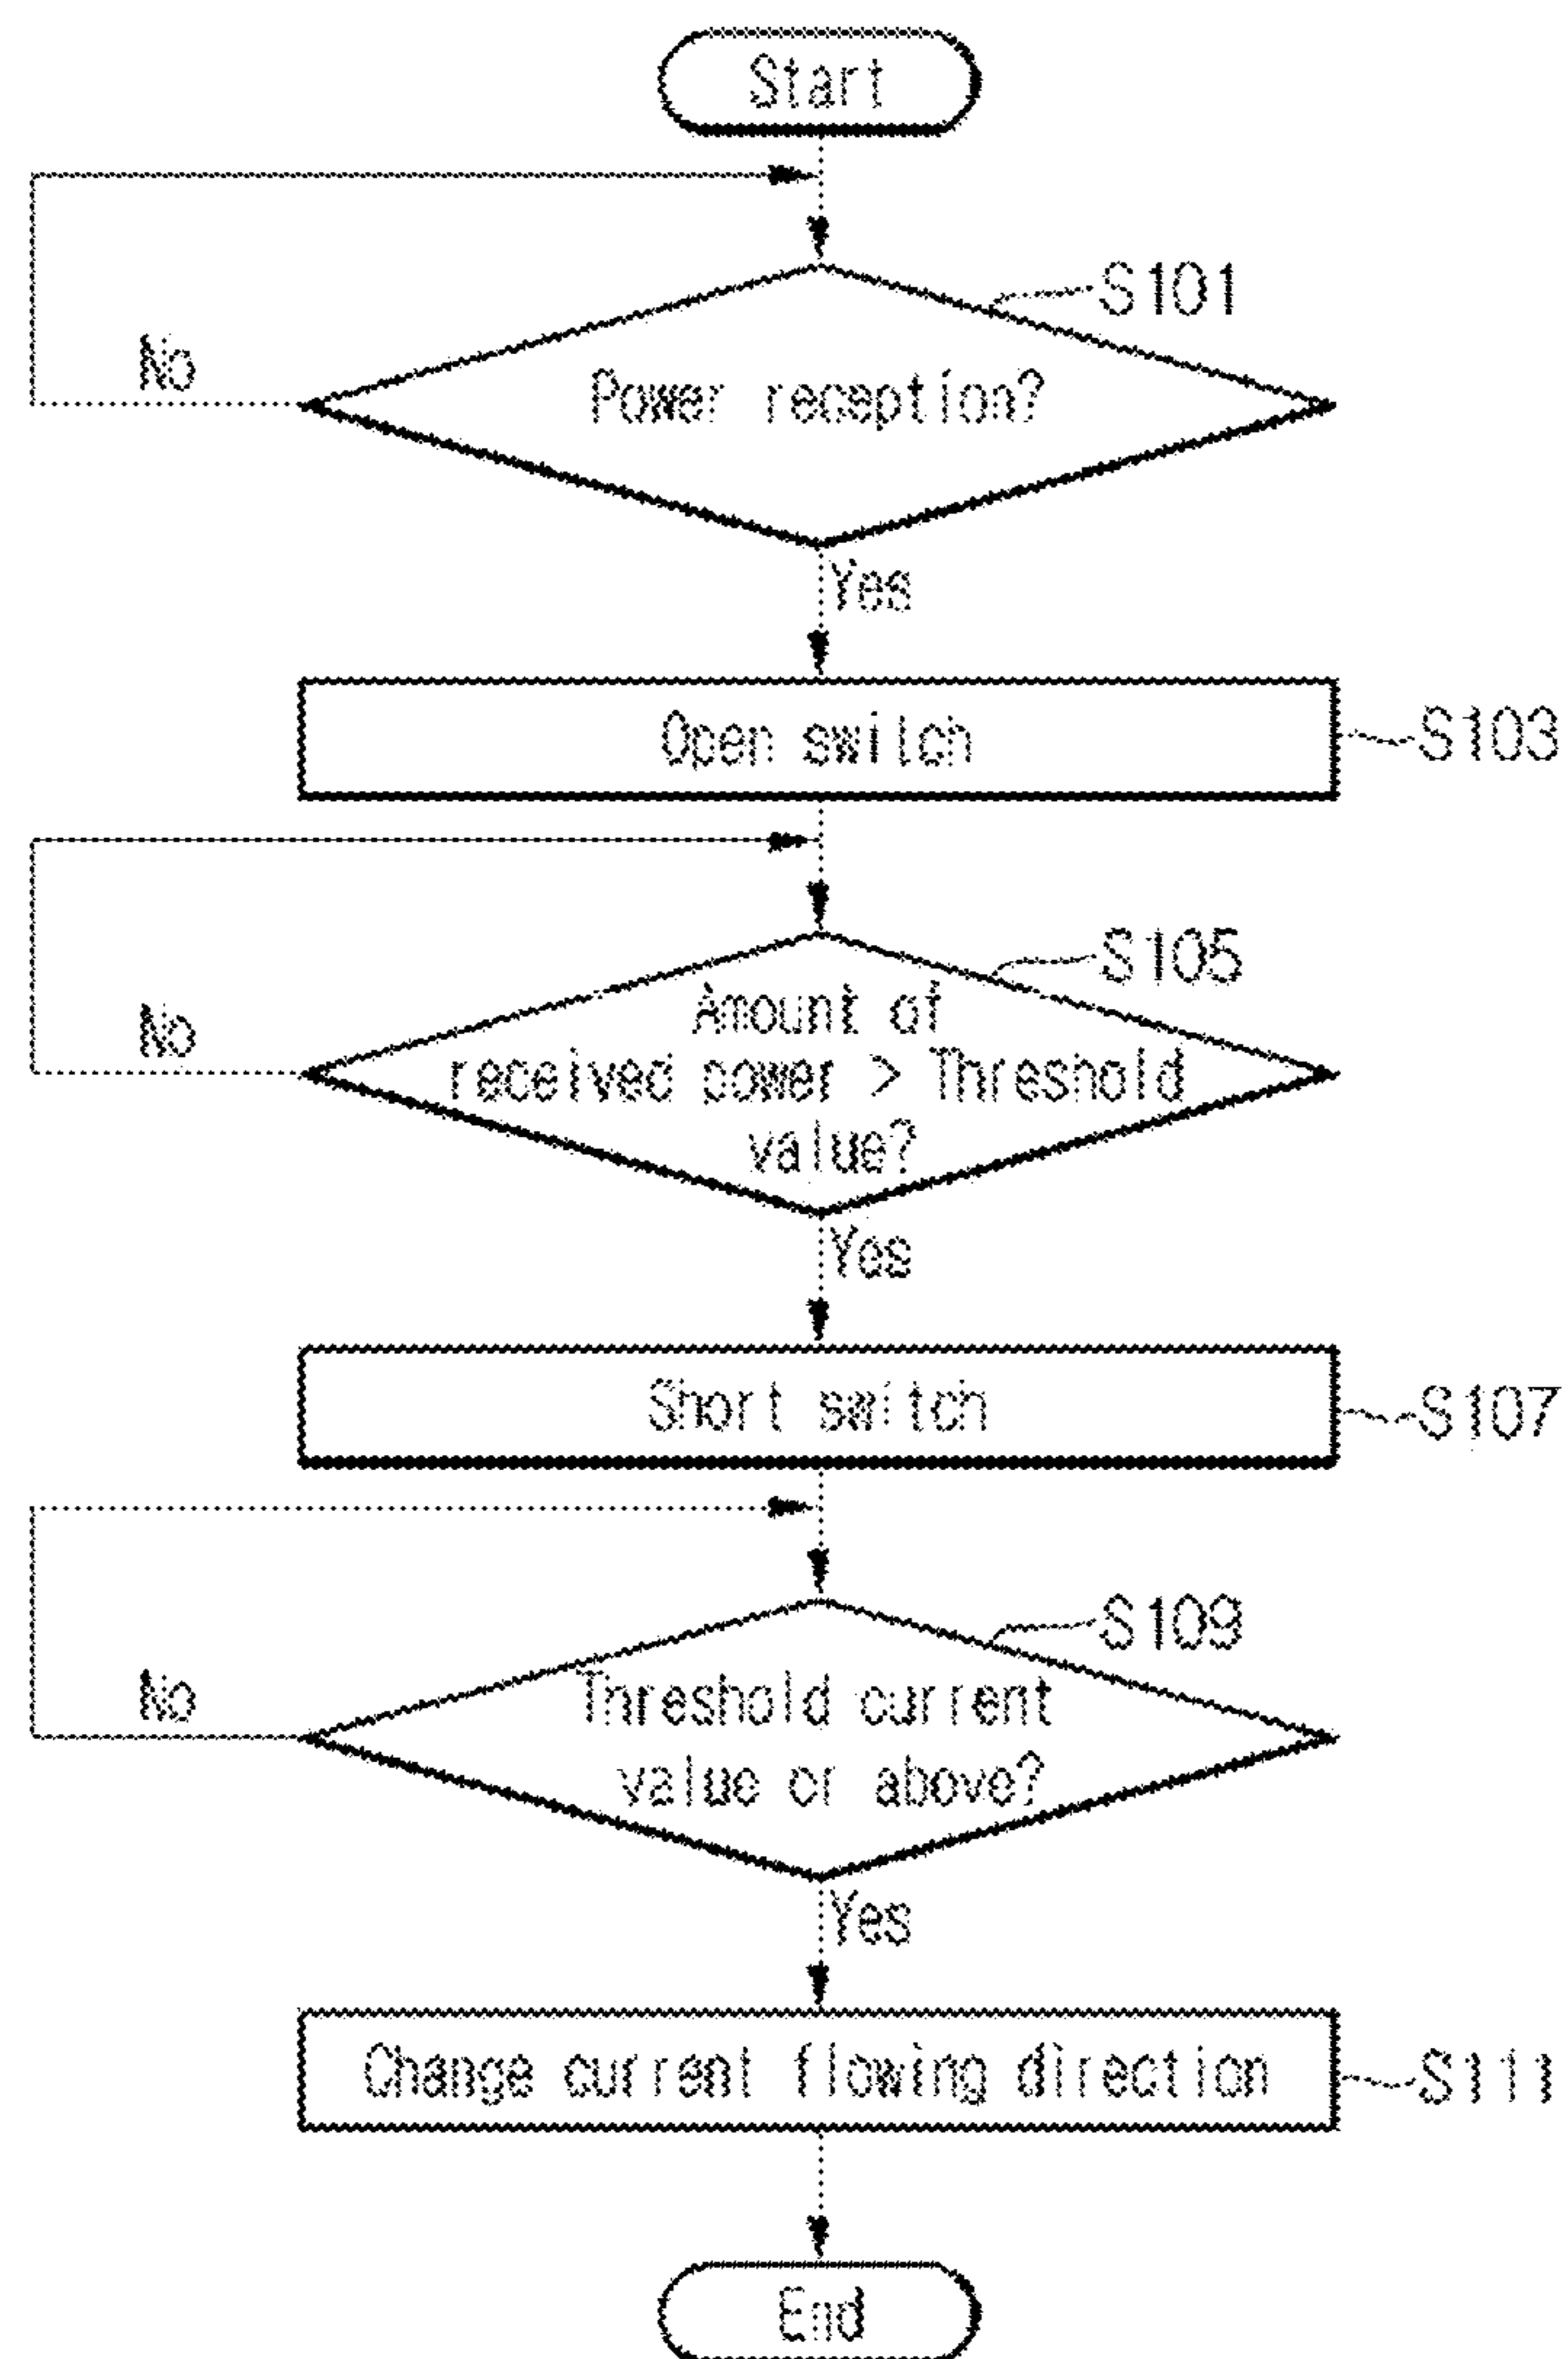 Start
S101
No
Power reception?
Yes
Open switch
S103
S105
No
Amount of
received power > Threshold
value?
Yes
Short switch
S107
S109
No
Threshold current
value or above?
Yes
Change current flowing direction
S111
End